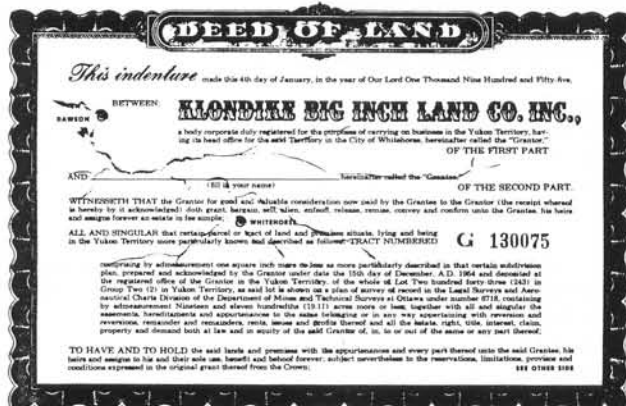 DEED OF LAND
This indenture made this 4th day of January, in the year of Our Lord One Thousand Nine Hundred and Fifty-five,
BETWEEN:
KLONDIKE BIG INCH LAND CO. INC.,
DAWSON
a body corporate duly registered for the purposes of carrying on business in the Yukon Territory, hav-
ing its head office for the said Territory in the City of Whitehorse, hereinafter called the "Grantor,"
OF THE FIRST PART
AND hereinafter called the "Grantee,
(fill in your name)
OF THE SECOND PART.
WITNESSETH THAT the Grantor for good and valuable consideration now paid by the Grantee to the Grantor (the receipt whereof
is hereby by it acknowledged) doth grant, bargain, sell, alien, enfeoff, release, remise, convey and confirm unto the Grantee, his heirs
and assigns forever an estate in fee simple;
WHITEHORSE
ALL AND SINGULAR that certain parcel or tract of land and premises situate, lying and being
in the Yukon Territory more particularly known and described as follows: TRACT NUMBERED
G 130075
comprising by admeasurement one square inch more or less as more particularly described in that certain subdivision
plan, prepared and acknowledged by the Grantor under date the 15th day of December, A.D. 1954 and deposited at
the registered office of the Grantor in the Yukon Territory, of the whole of Lot Two hundred forty-three (243) in
Group Two (2) in Yukon Territory, as said lot is shown on a plan of survey of record in the Legal Surveys and Aero-
nautical Charts Division of the Department of Mines and Technical Surveys at Ottawa under number 6718, containing
by admeasurement Nineteen and eleven hundredths (19.11) acres more or less; together with all and singular the
easements, hereditaments and appurtenances to the same belonging or in any way appertaining with reversion and
reversions, remainder and remainders, rents, issues and profits thereof and all the estate, right, title, interest, claim,
property and demand both at law and in equity of the said Grantor of, in, to or out of the same or any part thereof;
TO HAVE AND TO HOLD the said lands and premises with the appurtenances and every part thereof unto the said Grantee, his
heirs and assigns to his and their sole use, benefit and behoof forever; subject nevertheless to the reservations, limitations, provisos and
conditions expressed in the original grant thereof from the Crown;
SEE OTHER SIDE